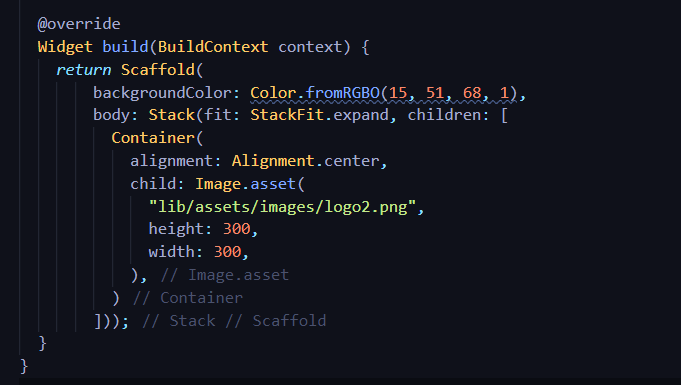 @override
Widget build(BuildContext context) {
return Scaffold(
backgroundColor: Color.fromRGBO(15, 51, 68, 1),
body: Stack(fit: StackFit.expand, children: [
Container(
alignment: Alignment.center,
child: Image.asset(
"lib/assets/images/logo2.png",
height: 300,
width: 300,
), // Image.asset
) // Container
])); // Stack // Scaffold
}
}